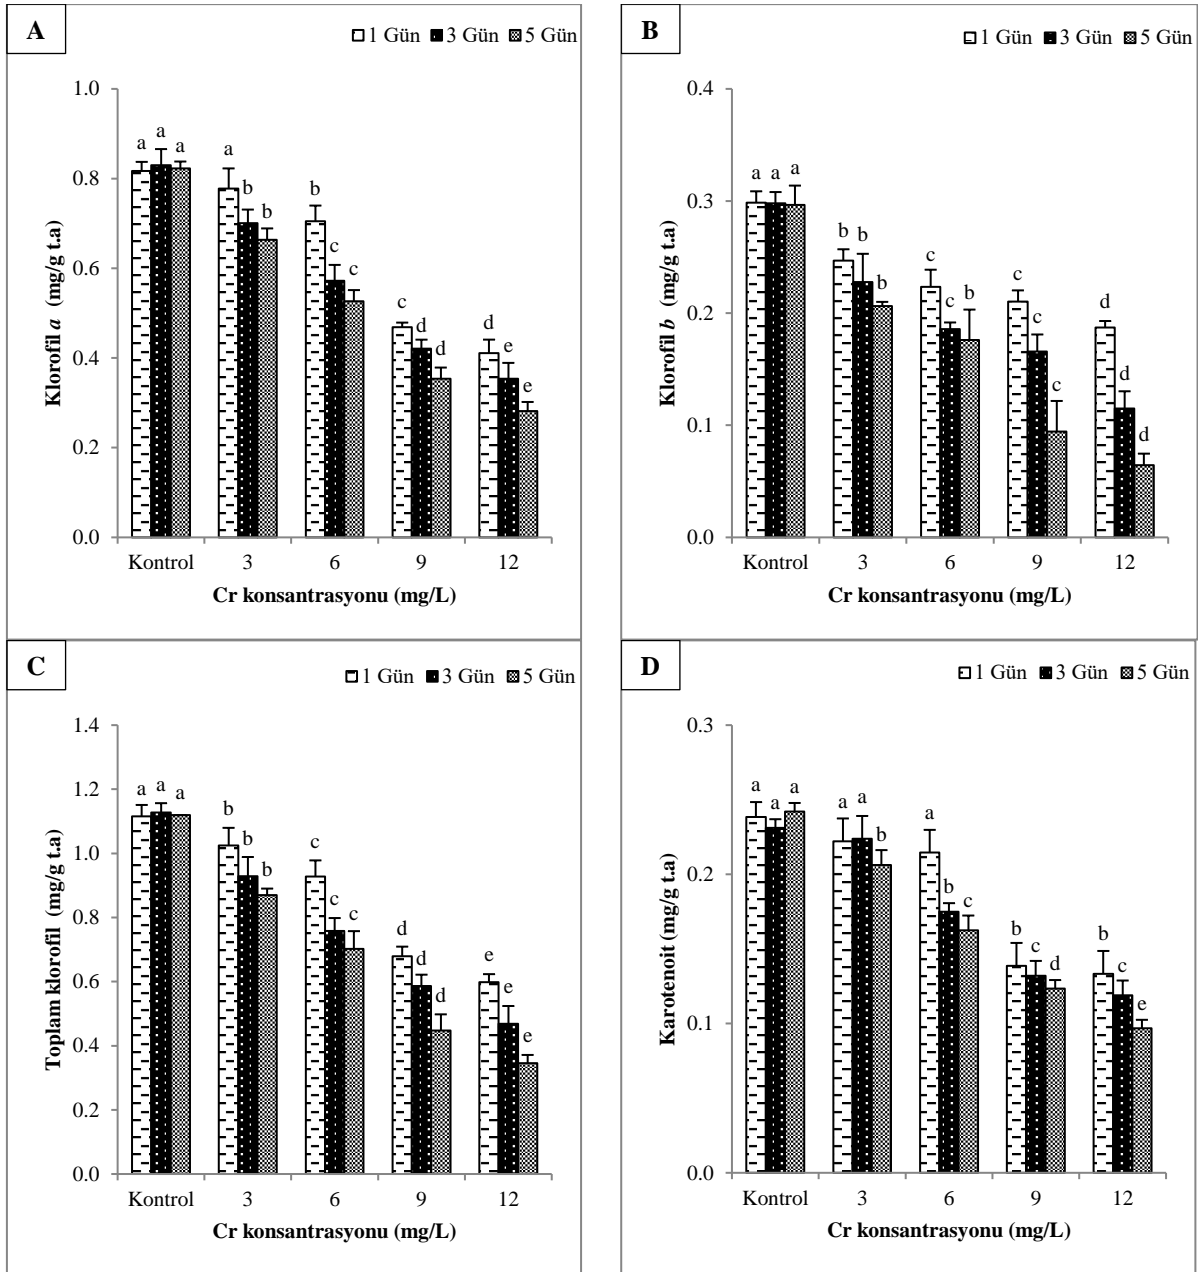 A
1 Gün 3 Gün 5 Gün
1.0
0.8
0.6
0.4
0.2
0.0
Klorofil a (mg/g t.a)
a a a
a b b
b c c
c d d
d e e
Kontrol 3 6 9 12
Cr konsantrasyonu (mg/L)
B
1 Gün 3 Gün 5 Gün
0.4
0.3
0.2
0.1
0.0
Klorofil b (mg/g t.a)
a a a
b b b
c c b
c c c
d d d
Kontrol 3 6 9 12
Cr konsantrasyonu (mg/L)
C
1 Gün 3 Gün 5 Gün
1.4
1.2
1.0
0.8
0.6
0.4
0.2
0.0
Toplam klorofil (mg/g t.a)
a a a
b b b
c c c
d d d
e e e
Kontrol 3 6 9 12
Cr konsantrasyonu (mg/L)
D
1 Gün 3 Gün 5 Gün
0.3
0.2
0.1
0.0
Karotenoit (mg/g t.a)
a a a
a a b
a b c
b c d
b c e
Kontrol 3 6 9 12
Cr konsantrasyonu (mg/L)